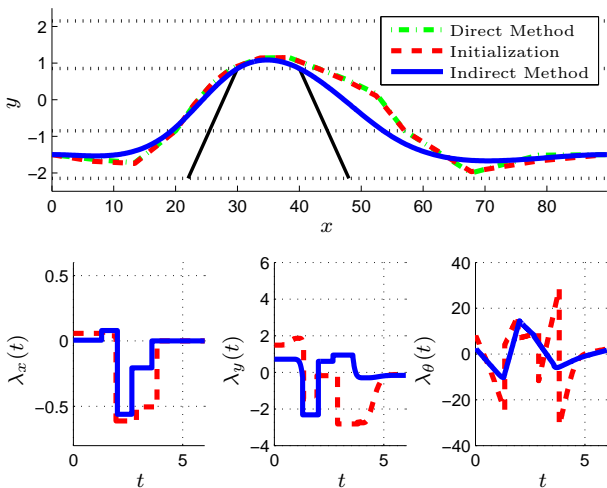 Direct Method
Initialization
Indirect Method
y
2
1
0
−1
−2
0 10 20 30 40 50 60 70 80
x
λx(t)
0.5
0
−0.5
0 5
t
λy(t)
6
4
2
0
−2
−4
0 5
t
λθ(t)
40
20
0
−20
−40
0 5
t